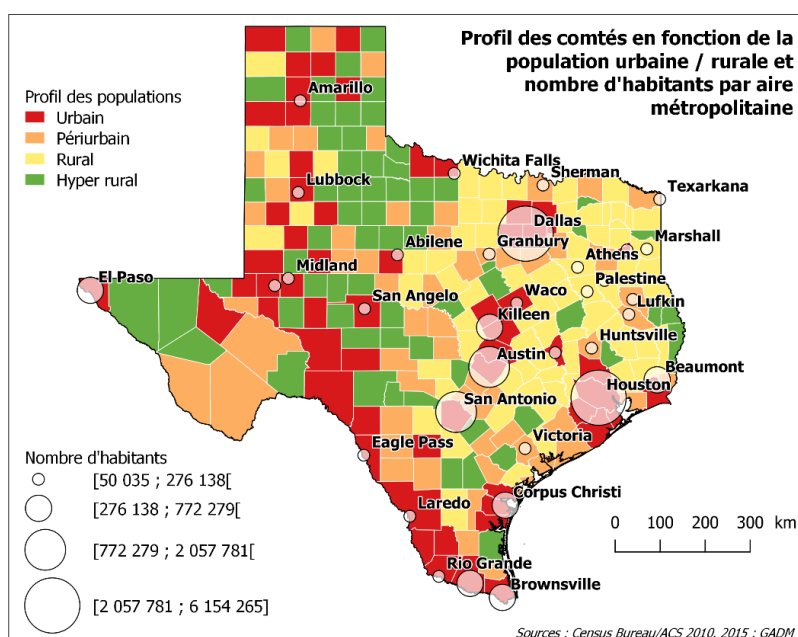 Profil des comtés en fonction de la
population urbaine / rurale et
nombre d'habitants par aire
métropolitaine
Profil des populations
Urbain
Périurbain
Rural
Hyper rural
Amarillo
Wichita Falls
Sherman
Texarkana
Lubbock
Dallas
Abilene
Granbury
Marshall
Athens
El Paso
Midland
Palestine
San Angelo
Waco
Lufkin
Killeen
Huntsville
Austin
Beaumont
Houston
San Antonio
Eagle Pass
Victoria
Nombre d'habitants
[50 035 ; 276 138[
[276 138 ; 772 279[
[772 279 ; 2 057 781[
[2 057 781 ; 6 154 265]
Corpus Christi
Laredo
0 100 200 300 km
Rio Grande
Brownsville
Sources : Census Bureau/ACS 2010, 2015 ; GADM